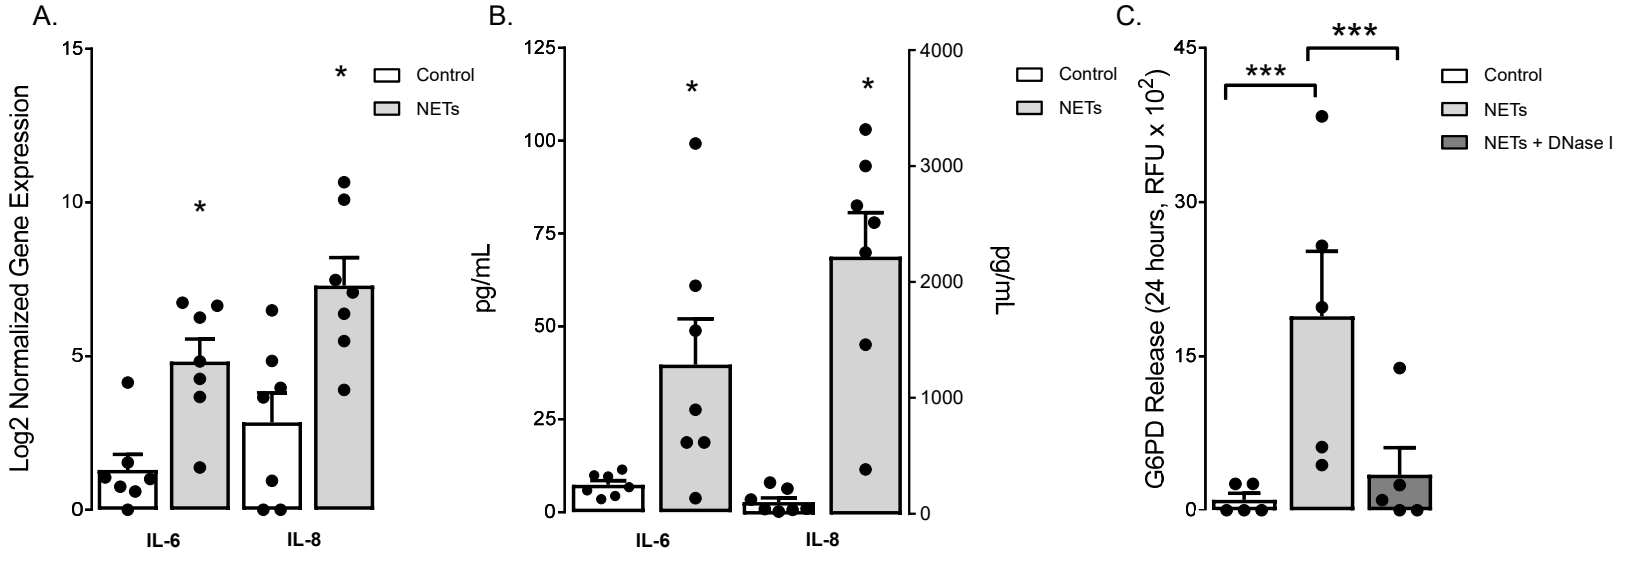 A.
Log2 Normalized Gene Expression
15
10
5
0
*
*
Control
NETs
IL-6
IL-8
B.
pg/mL
125
100
75
50
25
0
*
*
4000
3000
2000
1000
0
pg/mL
Control
NETs
IL-6
IL-8
C.
G6PD Release (24 hours, RFU x 10²)
45
30
15
0
***
***
Control
NETs
NETs + DNase I